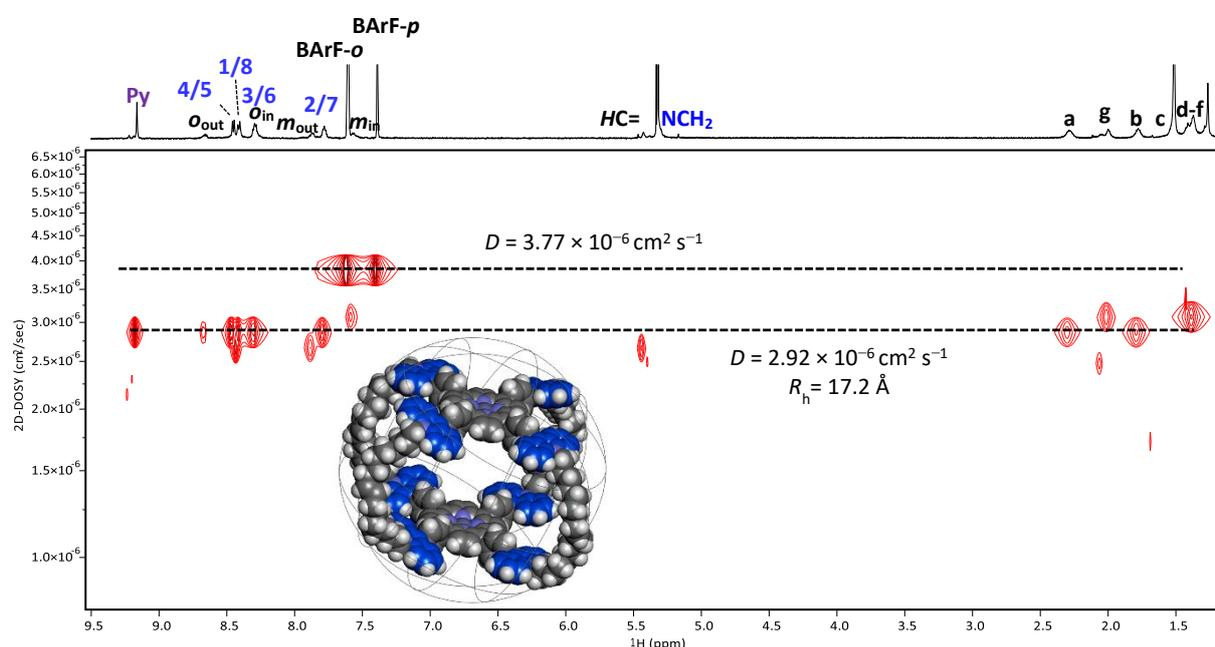 BArF-p
BArF-o
1/8
4/5
3/6
2/7
Py
o_out
o_in
m_out
m_in
HC=
NCH₂
a
g
b
c
d-f
6.5×10⁻⁶
6.0×10⁻⁶
5.5×10⁻⁶
5.0×10⁻⁶
4.5×10⁻⁶
4.0×10⁻⁶
3.5×10⁻⁶
3.0×10⁻⁶
2.5×10⁻⁶
2.0×10⁻⁶
1.5×10⁻⁶
1.0×10⁻⁶
2D-DOSY (cm²/sec)
D = 3.77 × 10⁻⁶ cm² s⁻¹
D = 2.92 × 10⁻⁶ cm² s⁻¹
R_h = 17.2 Å
9.5 9.0 8.5 8.0 7.5 7.0 6.5 6.0 5.5 5.0 4.5 4.0 3.5 3.0 2.5 2.0 1.5
¹H (ppm)